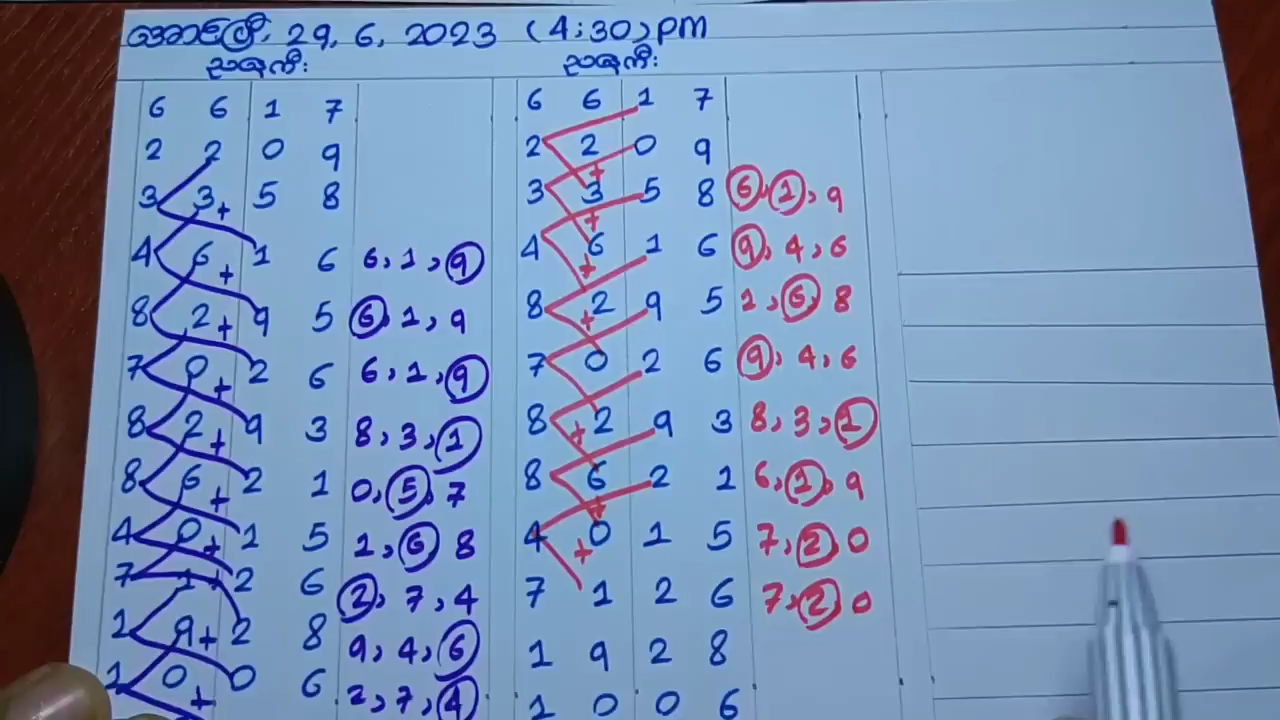 အောင်ပြီ, 29, 6, 2023 (4:30) pm
ညနေကီး ညနေကီး
6 6 1 7 6 6 1 7
2 2 0 9 2 2 0 9
3 3 + 5 8 3 + 3 5 8 6, 1, 9
4 6 + 1 6 6, 1, 9 4 + 6 1 6 9, 4, 6
8 2 + 9 5 6, 1, 9 8 + 2 9 5 1, 6, 8
7 0 + 2 6 6, 1, 9 7 0 2 6 9, 4, 6
8 2 + 9 3 8, 3, 1 8 + 2 9 3 8, 3, 1
8 6 + 2 1 0, 5, 7 8 6 2 1 6, 1, 9
4 0 + 1 5 1, 6, 8 4 + 0 1 5 7, 2, 0
7 1 + 2 6 2, 7, 4 7 1 2 6 7, 2, 0
1 9 + 2 8 9, 4, 6 1 9 2 8
1 0 + 0 6 2, 7, 4 1 0 0 6